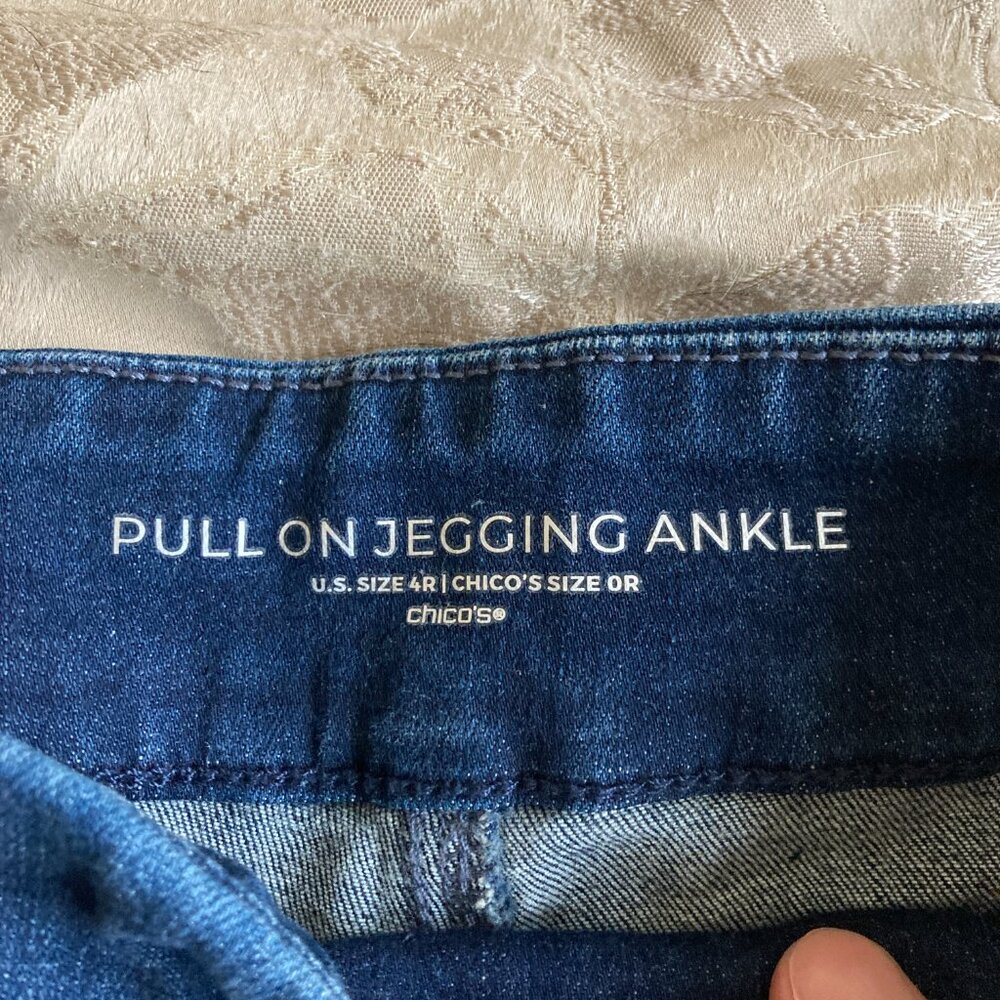 PULL ON JEGGING ANKLE
U.S. SIZE 4R | CHICO'S SIZE 0R
chico's®